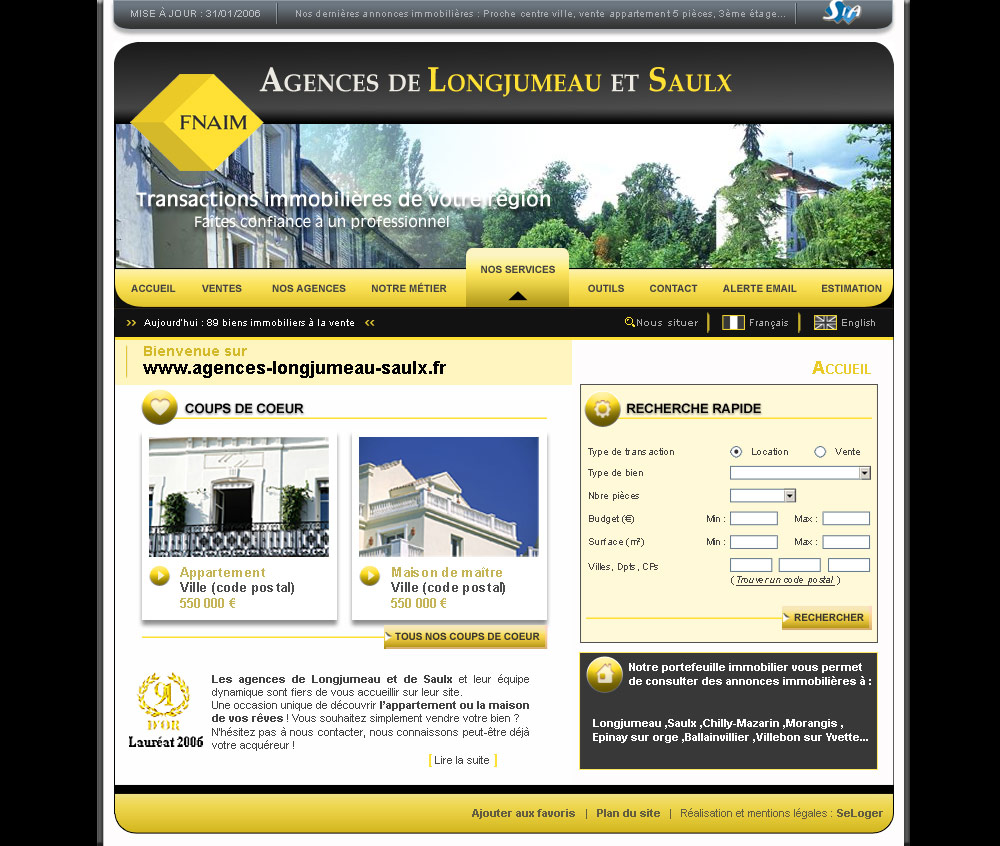 MISE À JOUR : 31/01/2006
Nos dernières annonces immobilières : Proche centre ville, vente appartement 5 pièces, 3ème étage...
SIA
AGENCES DE LONGJUMEAU ET SAULX
FNAIM
Transactions immobilières de votre région
Faites confiance à un professionnel
ACCUEIL
VENTES
NOS AGENCES
NOTRE MÉTIER
NOS SERVICES
OUTILS
CONTACT
ALERTE EMAIL
ESTIMATION
Aujourd'hui : 89 biens immobiliers à la vente
Nous situer
Français
English
Bienvenue sur
www.agences-longjumeau-saulx.fr
ACCUEIL
COUPS DE COEUR
Appartement
Ville (code postal)
550 000 €
Maison de maître
Ville (code postal)
550 000 €
TOUS NOS COUPS DE COEUR
RECHERCHE RAPIDE
Type de transaction Location Vente
Type de bien
Nbre pièces
Budget (€) Min : Max :
Surface (m²) Min : Max :
Villes, Dpts, CPs
( Trouver un code postal )
RECHERCHER
D'OR
Lauréat 2006
Les agences de Longjumeau et de Saulx et leur équipe
dynamique sont fiers de vous accueillir sur leur site.
Une occasion unique de découvrir l'appartement ou la maison
de vos rêves ! Vous souhaitez simplement vendre votre bien ?
N'hésitez pas à nous contacter, nous connaissons peut-être déjà
votre acquéreur !
[ Lire la suite ]
Notre portefeuille immobilier vous permet
de consulter des annonces immobilières à :
Longjumeau ,Saulx ,Chilly-Mazarin ,Morangis ,
Epinay sur orge ,Ballainvillier ,Villebon sur Yvette...
Ajouter aux favoris | Plan du site | Réalisation et mentions légales : SeLoger